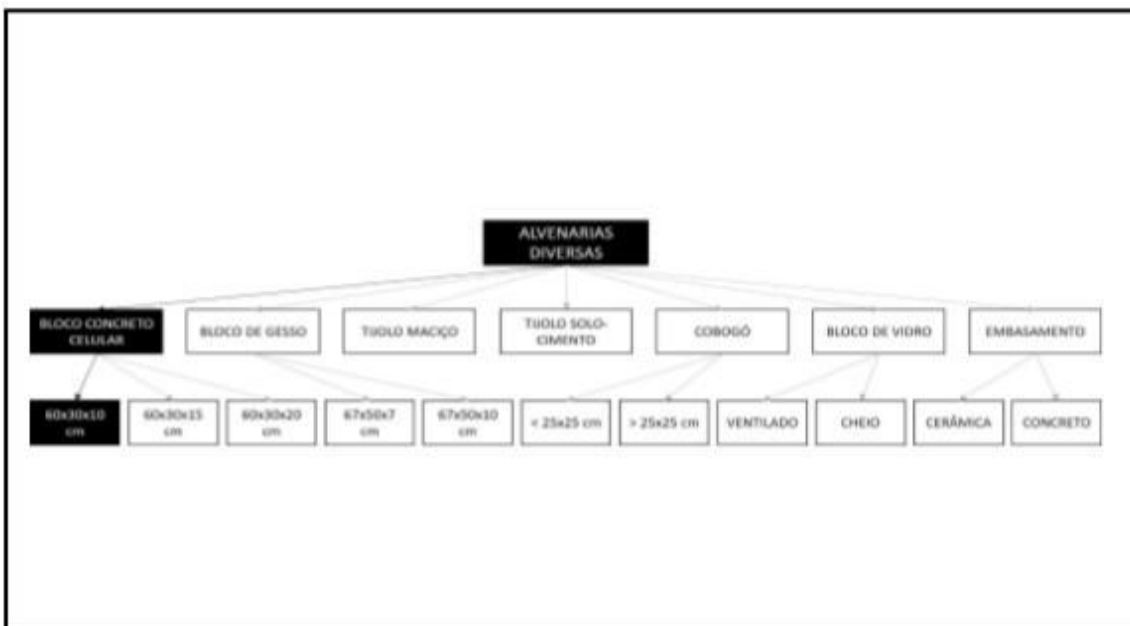 ALVENARIAS
DIVERSAS
BLOCO CONCRETO
CELULAR
BLOCO DE GESSO
TIJOLO MACIÇO
TIJOLO SOLO-
CIMENTO
COBOGÓ
BLOCO DE VIDRO
EMBASAMENTO
60x30x10
cm
60x30x15
cm
60x30x20
cm
67x50x7
cm
67x50x10
cm
< 25x25 cm
> 25x25 cm
VENTILADO
CHEIO
CERÂMICA
CONCRETO